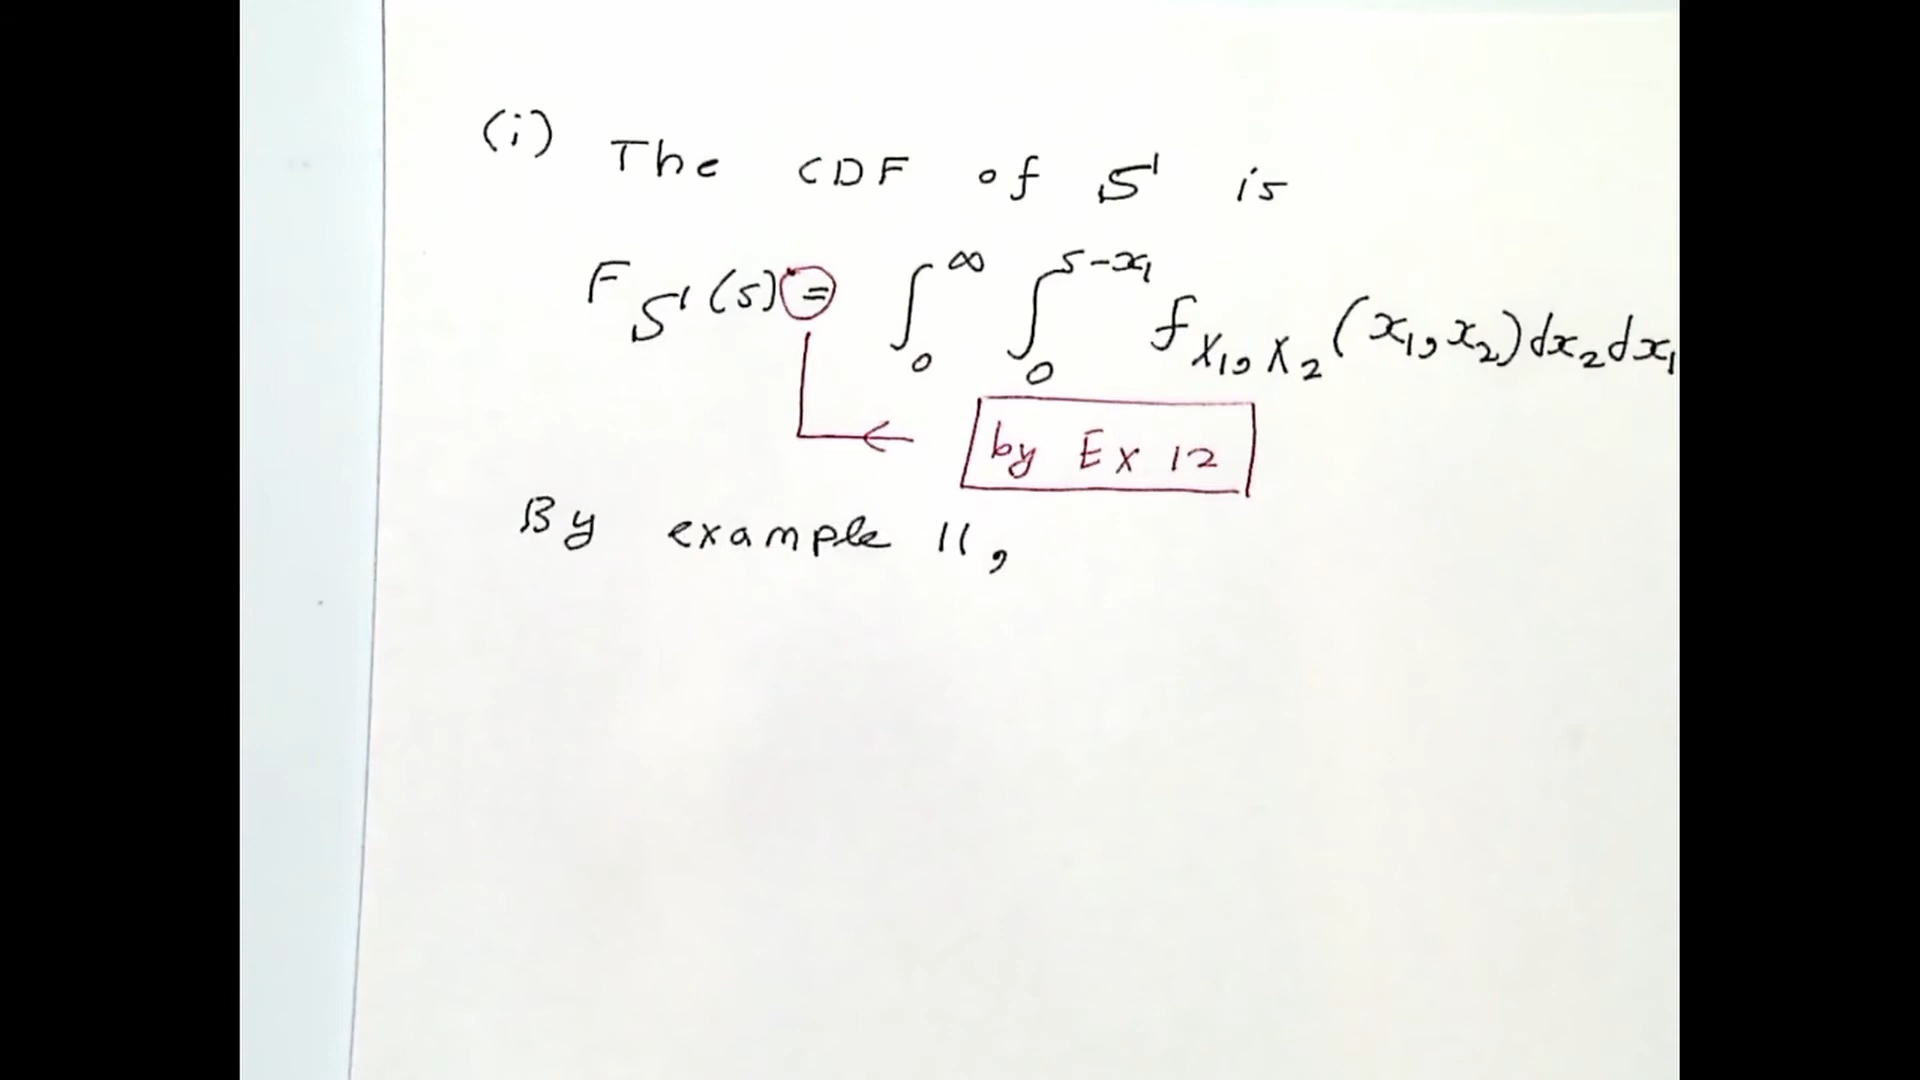 (i) The CDF of S' is
F_{S'}(s) = ∫_0^∞ ∫_0^{s-x_1} f_{X_1, X_2}(x_1, x_2) dx_2 dx_1
by Ex 12
By example 11,